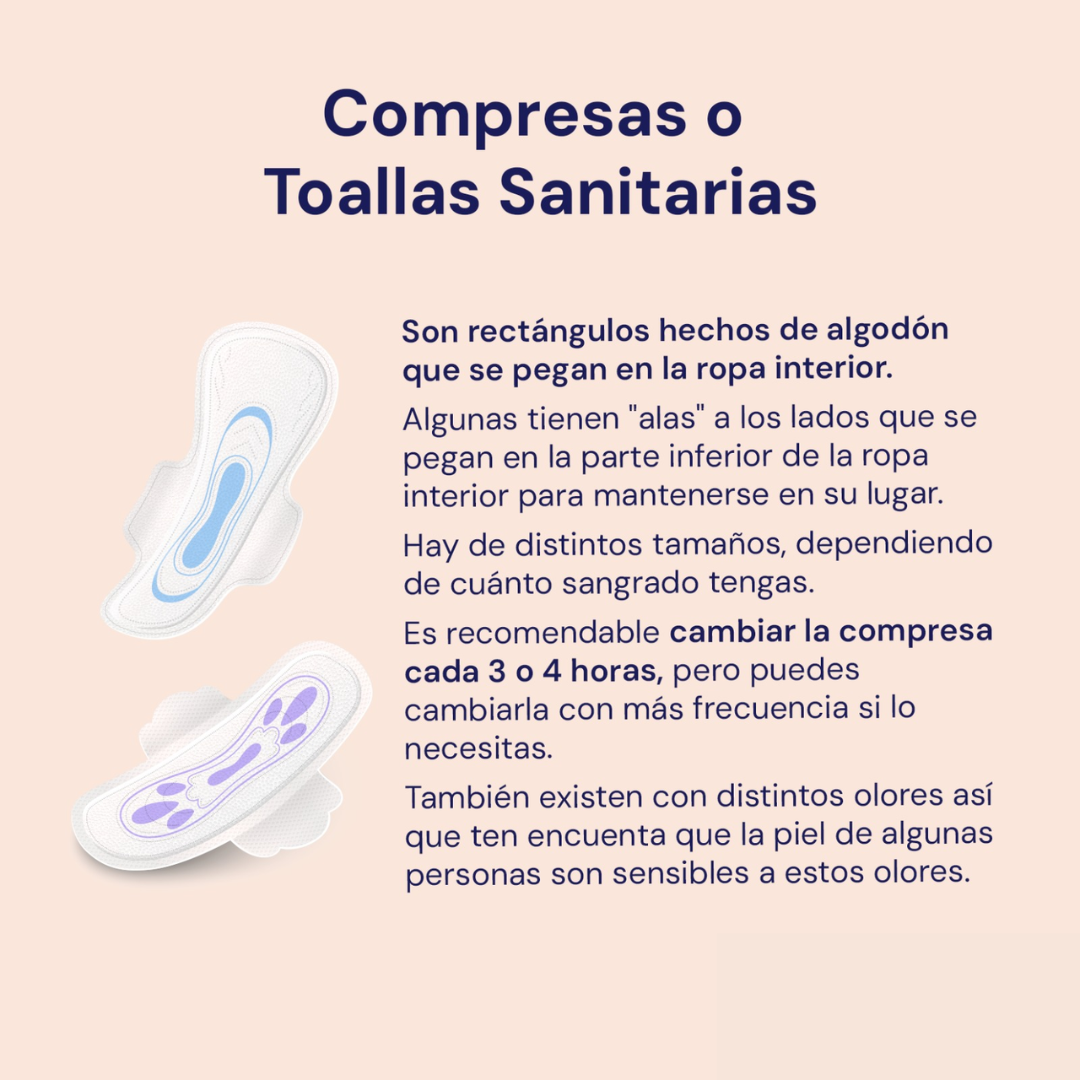 Compresas o
Toallas Sanitarias
Son rectángulos hechos de algodón
que se pegan en la ropa interior.
Algunas tienen "alas" a los lados que se
pegan en la parte inferior de la ropa
interior para mantenerse en su lugar.
Hay de distintos tamaños, dependiendo
de cuánto sangrado tengas.
Es recomendable cambiar la compresa
cada 3 o 4 horas, pero puedes
cambiarla con más frecuencia si lo
necesitas.
También existen con distintos olores así
que ten encuenta que la piel de algunas
personas son sensibles a estos olores.